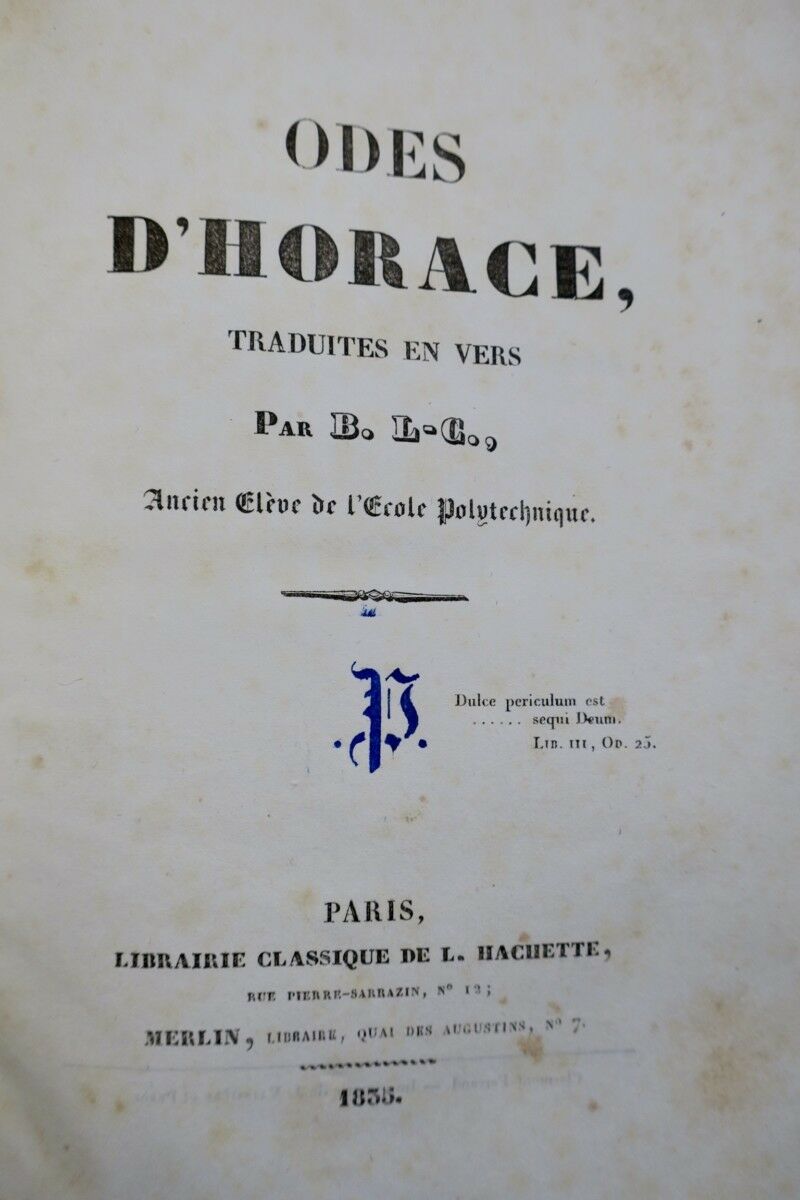 ODES
D'HORACE,
TRADUITES EN VERS
PAR B. L-C.,
Ancien Elève de l'Ecole Polytechnique.
P.
Dulce periculum est
...... sequi Deum.
LIB. III, OD. 25.
PARIS,
LIBRAIRIE CLASSIQUE DE L. HACHETTE,
RUE PIERRE-SARRAZIN, N° 12;
MERLIN, LIBRAIRE, QUAI DES AUGUSTINS, N° 7.
1835.